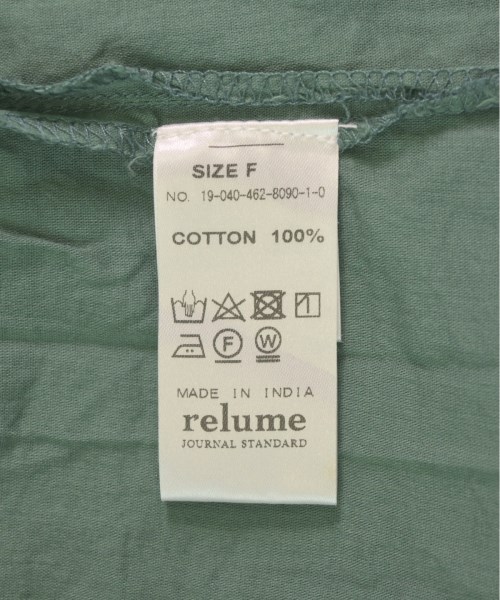 SIZE F
NO. 19-040-462-8090-1-0
COTTON 100%
F W
MADE IN INDIA
relume
JOURNAL STANDARD